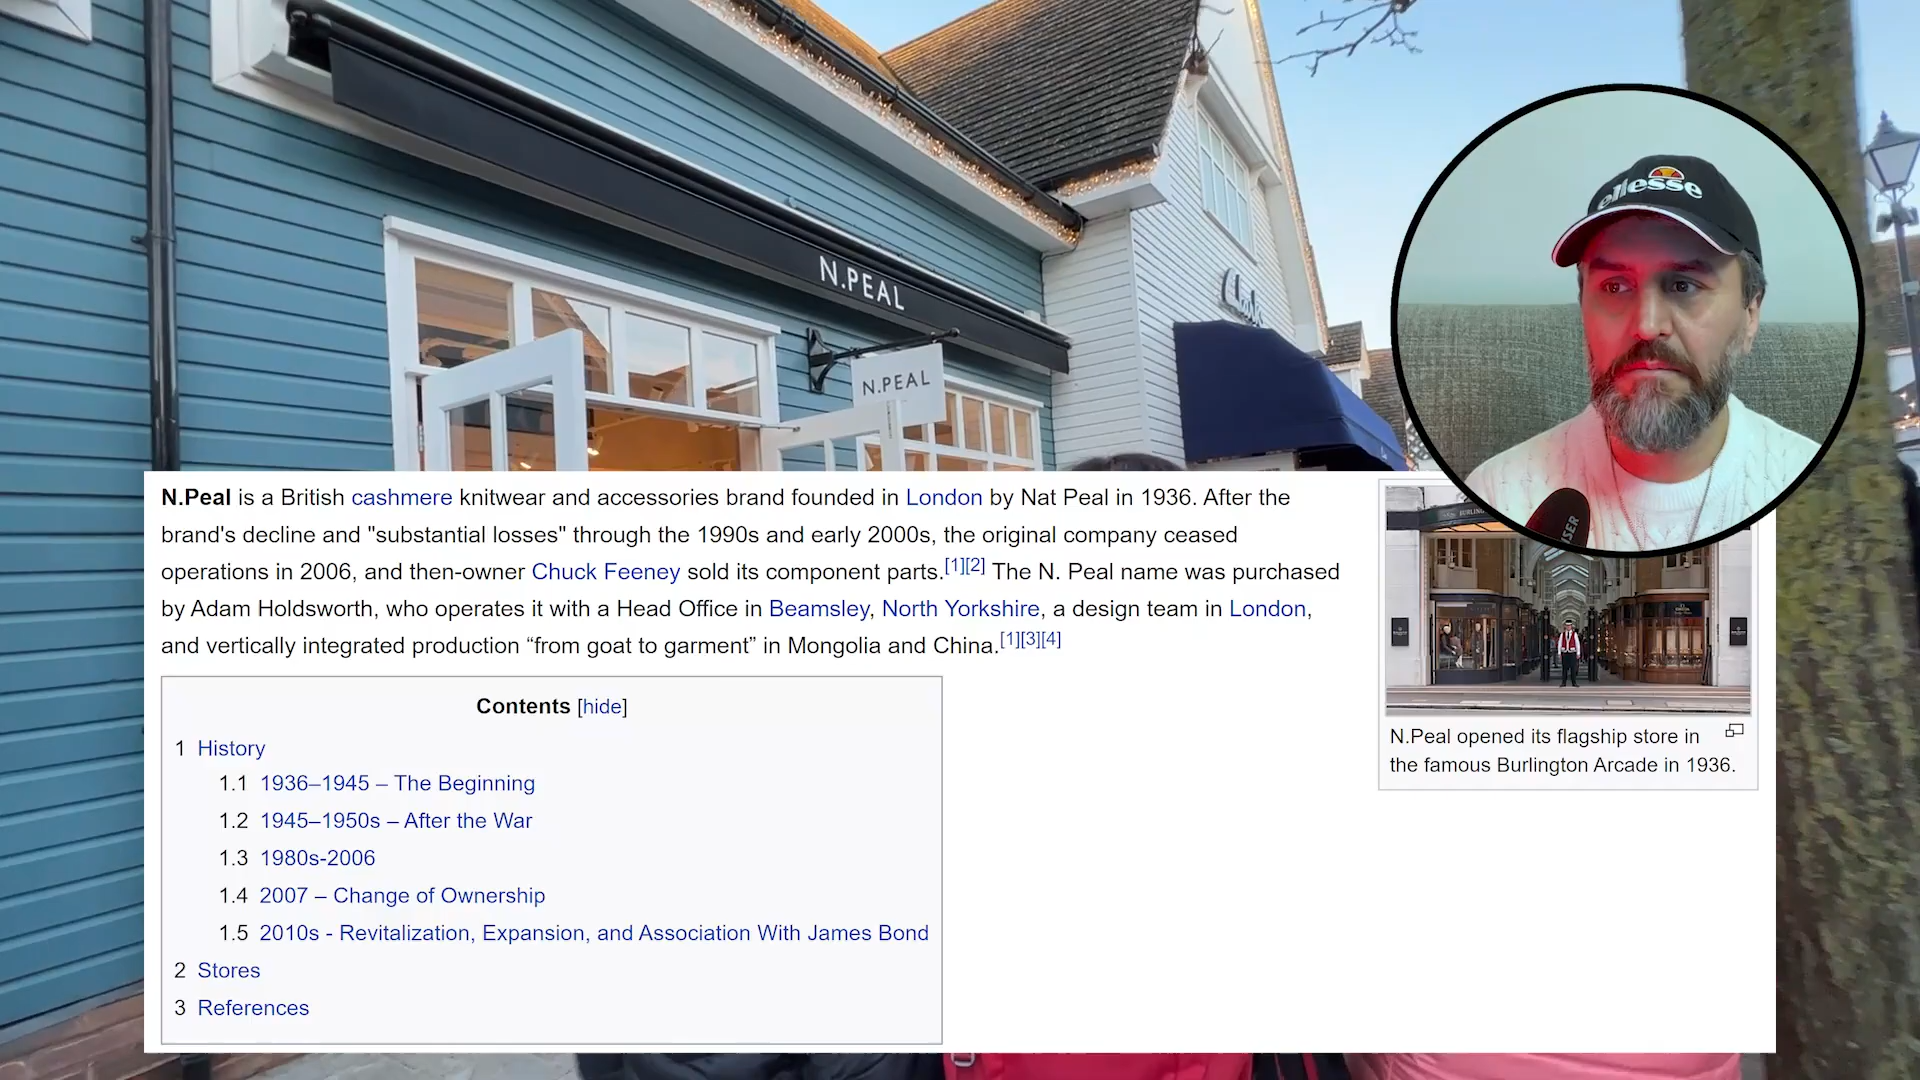 N.PEAL
N.PEAL
Clarks
ellesse
N.Peal is a British cashmere knitwear and accessories brand founded in London by Nat Peal in 1936. After the
brand's decline and "substantial losses" through the 1990s and early 2000s, the original company ceased
operations in 2006, and then-owner Chuck Feeney sold its component parts.[1][2] The N. Peal name was purchased
by Adam Holdsworth, who operates it with a Head Office in Beamsley, North Yorkshire, a design team in London,
and vertically integrated production “from goat to garment” in Mongolia and China.[1][3][4]
Contents [hide]
1 History
1.1 1936–1945 – The Beginning
1.2 1945–1950s – After the War
1.3 1980s-2006
1.4 2007 – Change of Ownership
1.5 2010s - Revitalization, Expansion, and Association With James Bond
2 Stores
3 References
N.Peal opened its flagship store in
the famous Burlington Arcade in 1936.